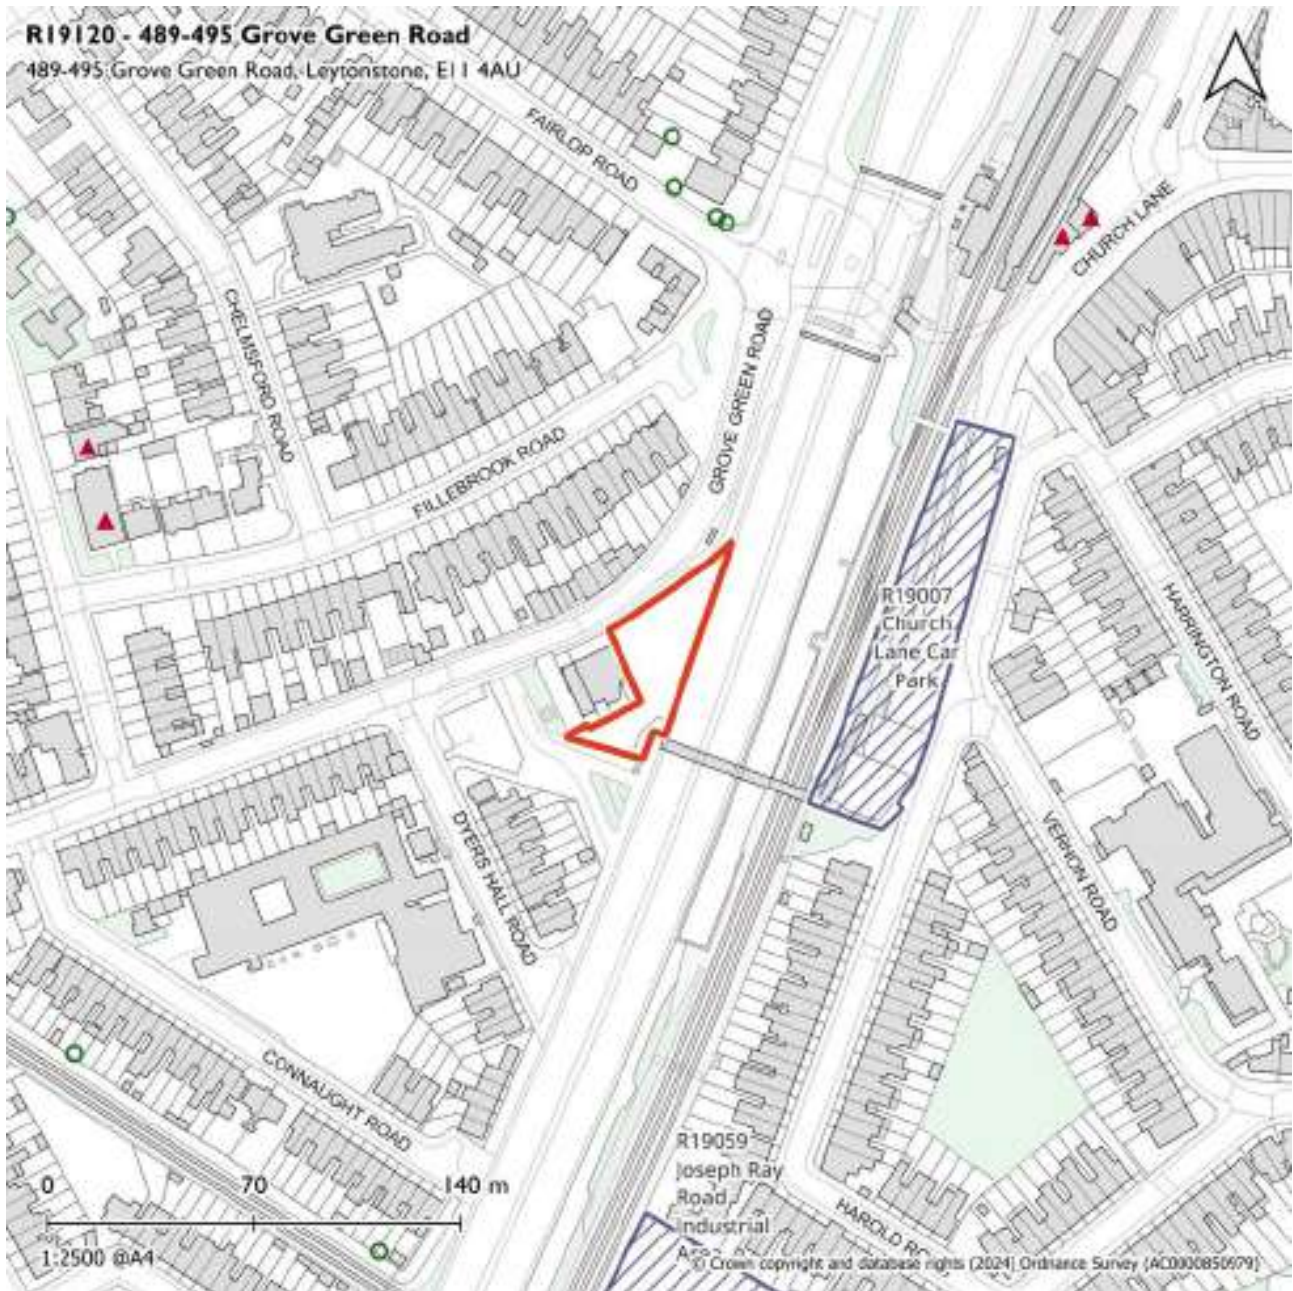 R19120 - 489-495 Grove Green Road
489-495 Grove Green Road, Leytonstone, E11 4AU
FAIRLOP ROAD
CHURCH LANE
CHELMSFORD ROAD
GROVE GREEN ROAD
FILLEBROOK ROAD
R19007
Church
Lane Car
Park
HARRINGTON ROAD
DYERS HALL ROAD
VERNON ROAD
CONNAUGHT ROAD
R19059
Joseph Ray
Road
Industrial
Area
HAROLD RO
0 70 140 m
1:2500 @A4
© Crown copyright and database rights (2024) Ordnance Survey (AC0000850979)